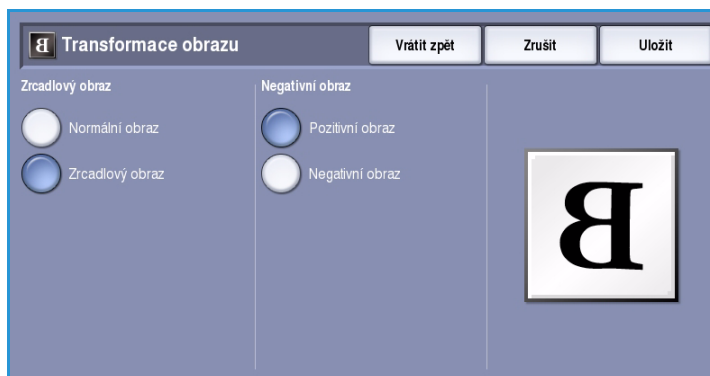 Transformace obrazu
Vrátit zpět
Zrušit
Uložit
Zrcadlový obraz
Negativní obraz
Normální obraz
Pozitivní obraz
Zrcadlový obraz
Negativní obraz
B